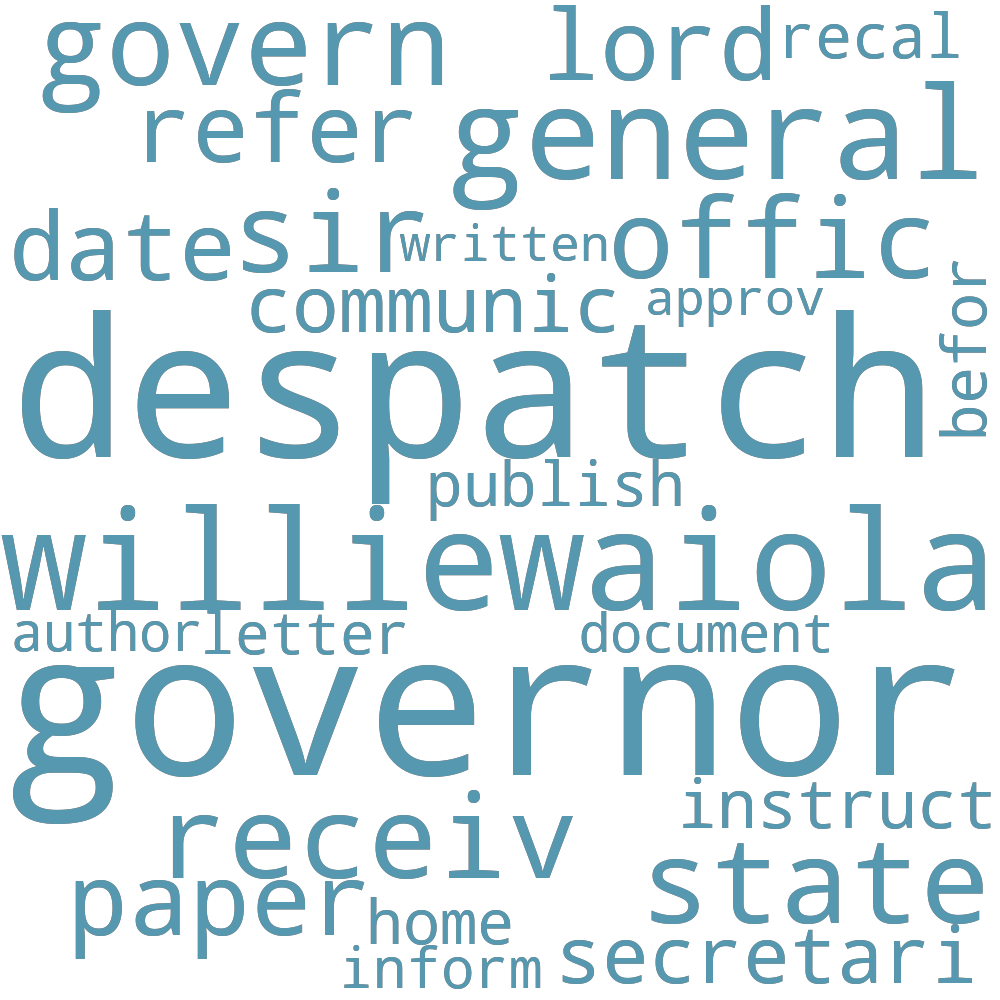 govern lord recal
refer general
date sir written offic
communic approv
befor
despatch
publish
williewaiola
author letter document
governor
instruct
receiv
state
paper home
inform secretari